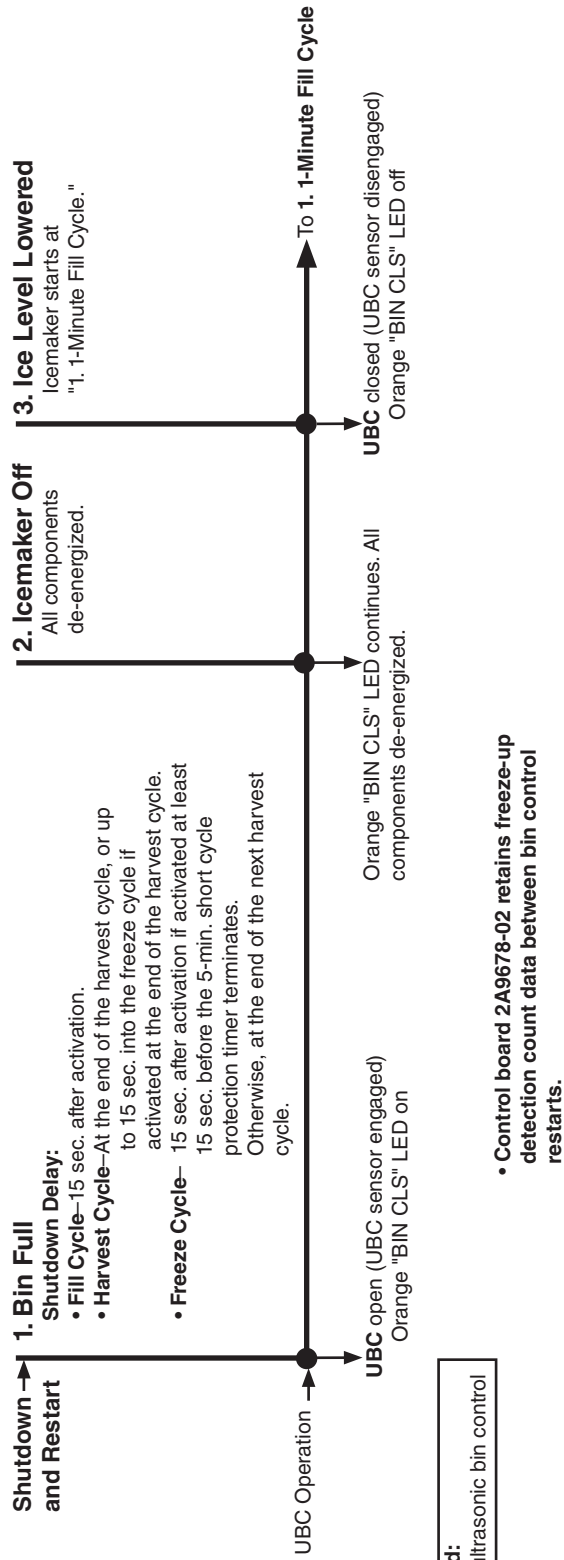 Shutdown
and Restart
1. Bin Full
Shutdown Delay:
• Fill Cycle–15 sec. after activation.
• Harvest Cycle–At the end of the harvest cycle, or up
to 15 sec. into the freeze cycle if
activated at the end of the harvest cycle.
• Freeze Cycle– 15 sec. after activation if activated at least
15 sec. before the 5-min. short cycle
protection timer terminates.
Otherwise, at the end of the next harvest
cycle.
2. Icemaker Off
All components
de-energized.
3. Ice Level Lowered
Icemaker starts at
"1. 1-Minute Fill Cycle."
UBC Operation
To 1. 1-Minute Fill Cycle
UBC open (UBC sensor engaged)
Orange "BIN CLS" LED on
Orange "BIN CLS" LED continues. All
components de-energized.
UBC closed (UBC sensor disengaged)
Orange "BIN CLS" LED off
d:
ltrasonic bin control
• Control board 2A9678-02 retains freeze-up
detection count data between bin control
restarts.